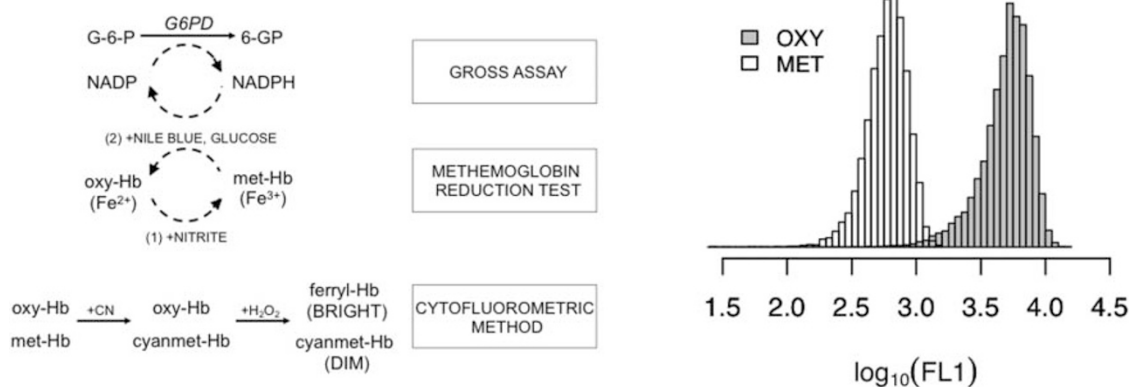 G6PD
G-6-P 6-GP
NADP NADPH
(2) +NILE BLUE, GLUCOSE
oxy-Hb met-Hb
(Fe²⁺) (Fe³⁺)
(1) +NITRITE
GROSS ASSAY
METHEMOGLOBIN
REDUCTION TEST
oxy-Hb +CN oxy-Hb +H₂O₂ ferryl-Hb
(BRIGHT)
met-Hb cyanmet-Hb cyanmet-Hb
(DIM)
CYTOFLUOROMETRIC
METHOD
OXY
MET
1.5 2.0 2.5 3.0 3.5 4.0 4.5
log₁₀(FL1)